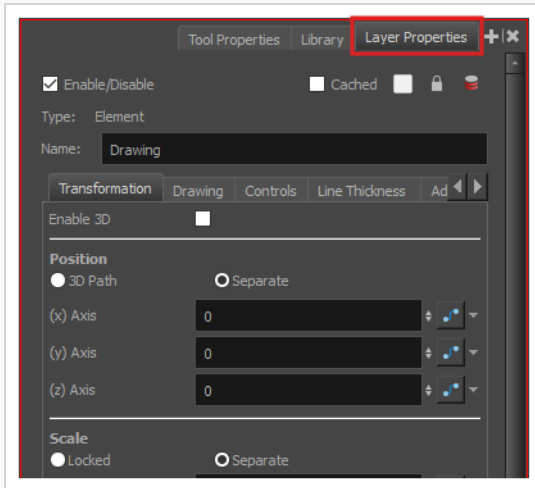 Tool Properties Library Layer Properties
Enable/Disable Cached
Type: Element
Name: Drawing
Transformation Drawing Controls Line Thickness Ad
Enable 3D
Position
3D Path Separate
(x) Axis 0
(y) Axis 0
(z) Axis 0
Scale
Locked Separate